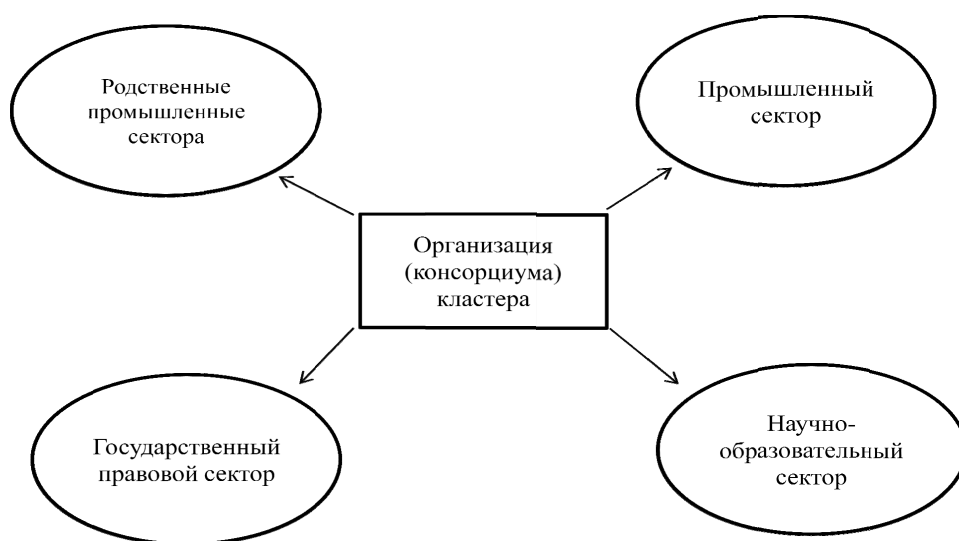 Родственные
промышленные
сектора
Промышленный
сектор
Организация
(консорциума)
кластера
Государственный
правовой сектор
Научно-
образовательный
сектор